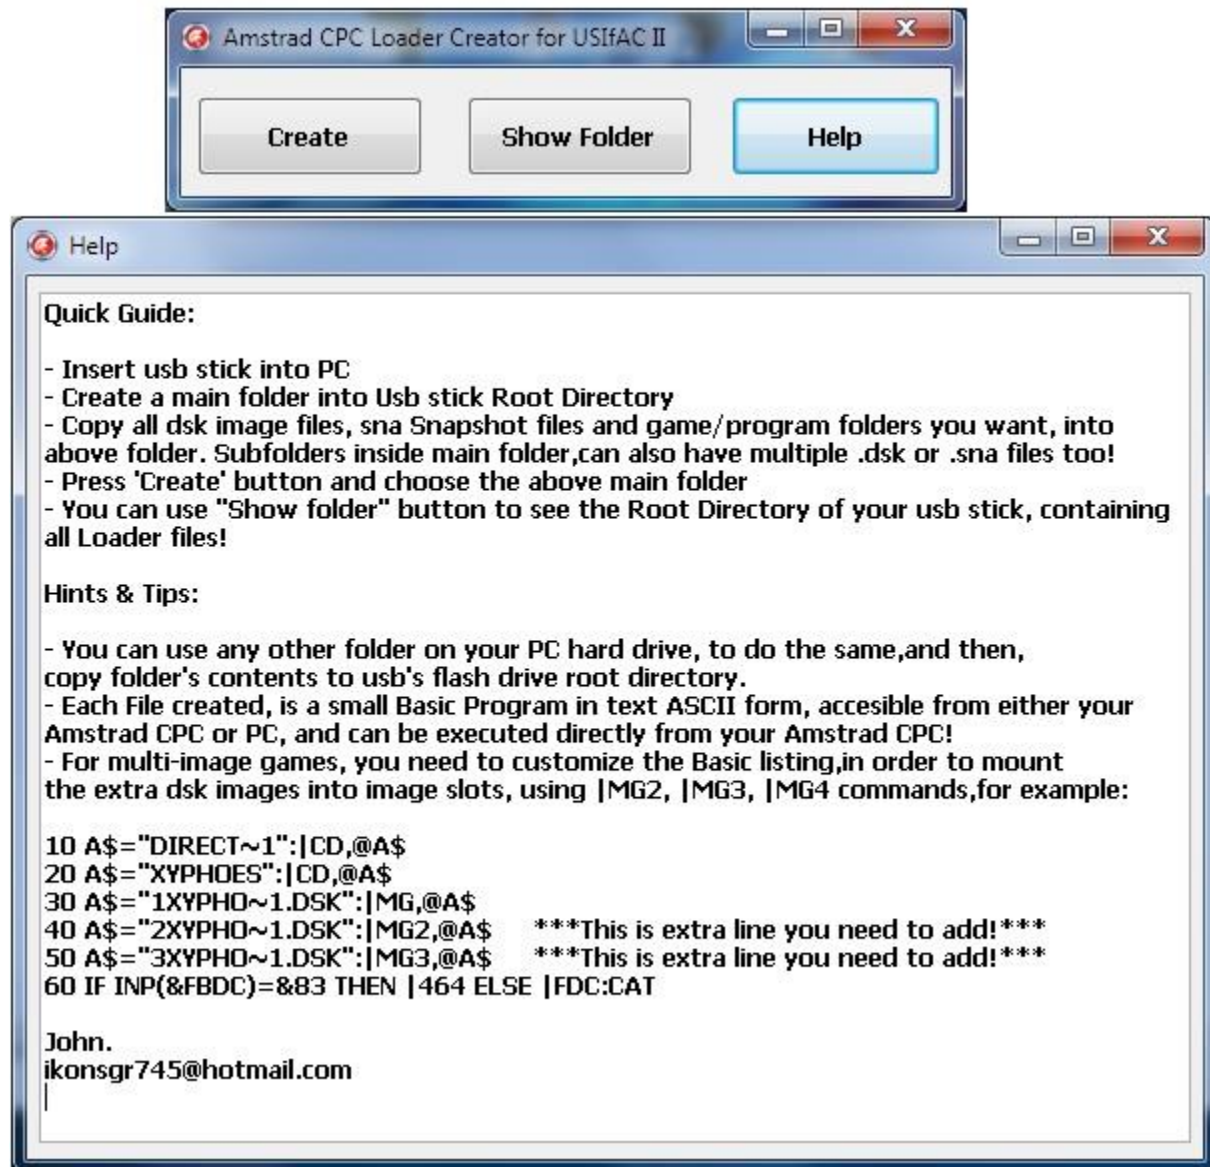 Amstrad CPC Loader Creator for USIfAC II
Create
Show Folder
Help
Help
Quick Guide:
- Insert usb stick into PC
- Create a main folder into Usb stick Root Directory
- Copy all dsk image files, sna Snapshot files and game/program folders you want, into
above folder. Subfolders inside main folder,can also have multiple .dsk or .sna files too!
- Press 'Create' button and choose the above main folder
- You can use "Show folder" button to see the Root Directory of your usb stick, containing
all Loader files!
Hints & Tips:
- You can use any other folder on your PC hard drive, to do the same,and then,
copy folder's contents to usb's flash drive root directory.
- Each File created, is a small Basic Program in text ASCII form, accesible from either your
Amstrad CPC or PC, and can be executed directly from your Amstrad CPC!
- For multi-image games, you need to customize the Basic listing,in order to mount
the extra dsk images into image slots, using |MG2, |MG3, |MG4 commands,for example:
10 A$="DIRECT~1":|CD,@A$
20 A$="XYPHOES":|CD,@A$
30 A$="1XYPHO~1.DSK":|MG,@A$
40 A$="2XYPHO~1.DSK":|MG2,@A$ ***This is extra line you need to add!***
50 A$="3XYPHO~1.DSK":|MG3,@A$ ***This is extra line you need to add!***
60 IF INP(&FBDC)=&83 THEN |464 ELSE |FDC:CAT
John.
ikonsgr745@hotmail.com